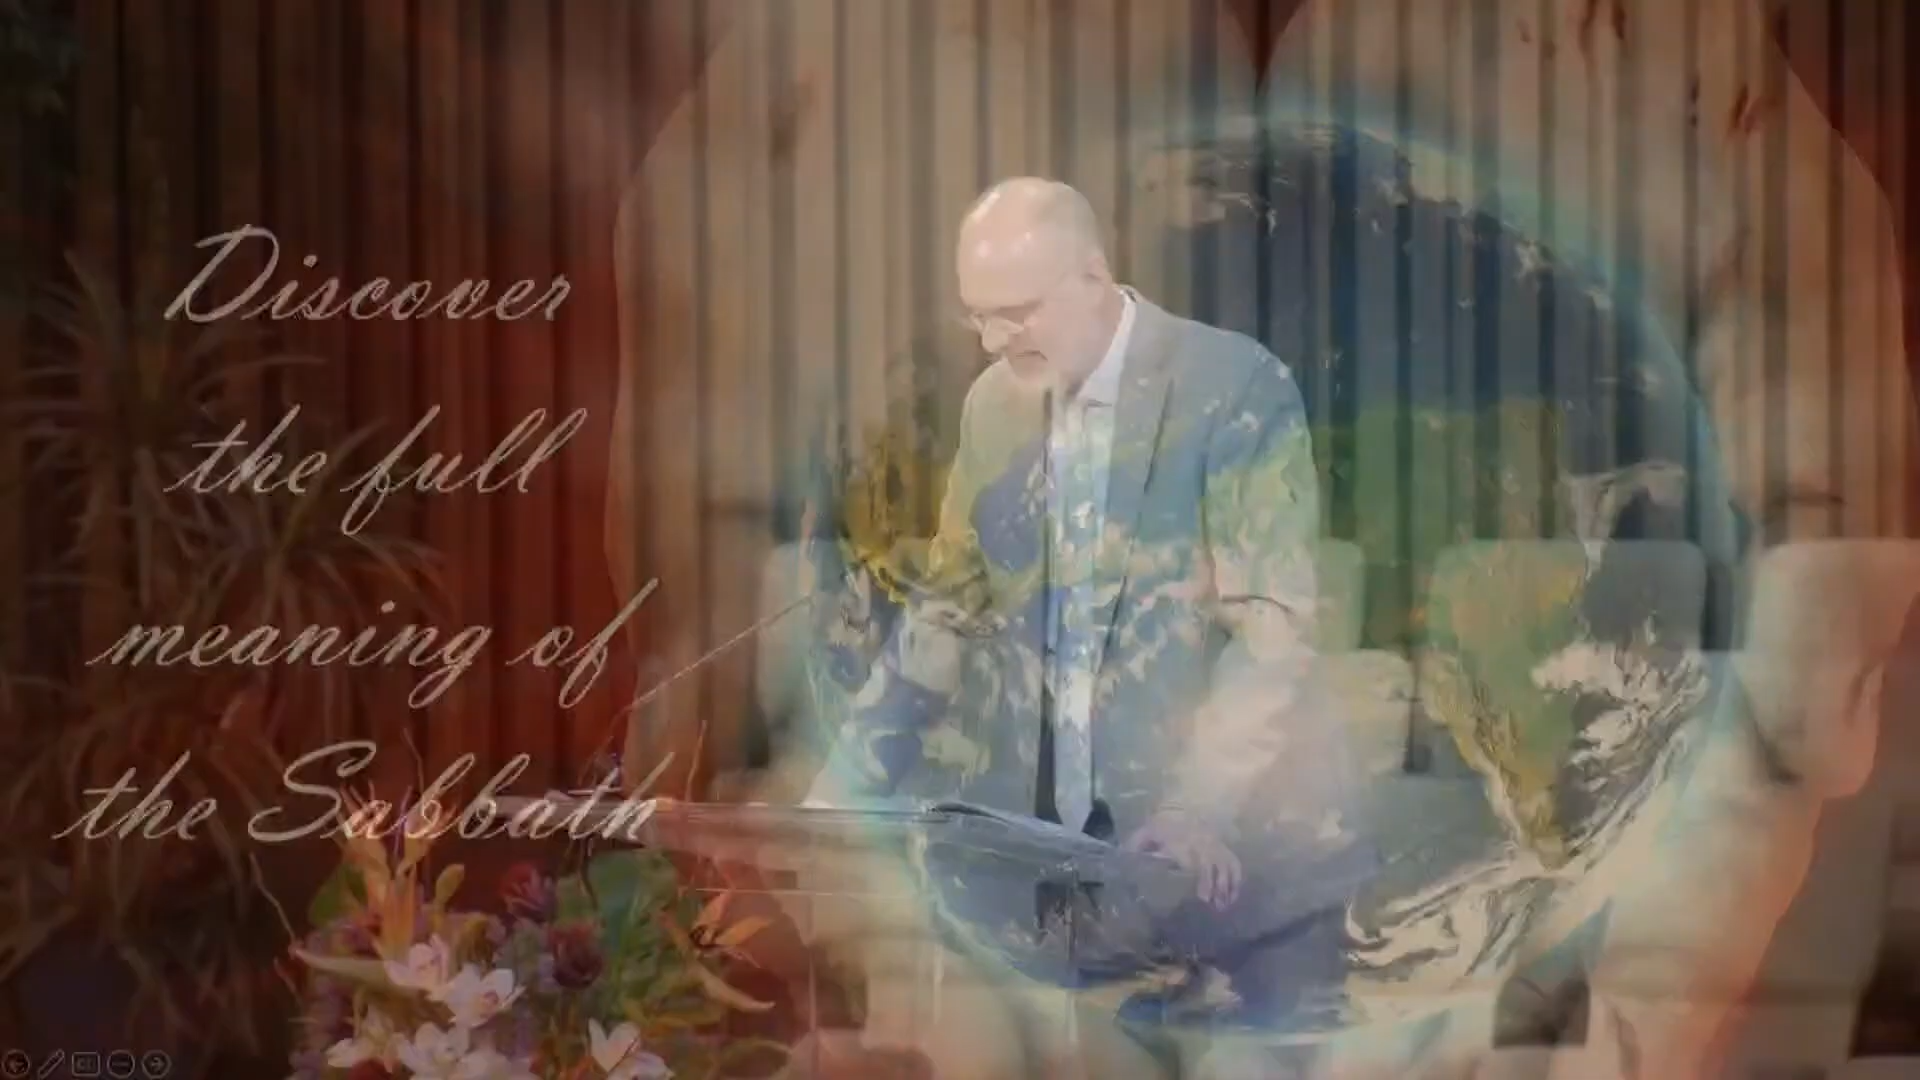 Discover
the full
meaning of
the Sabbath